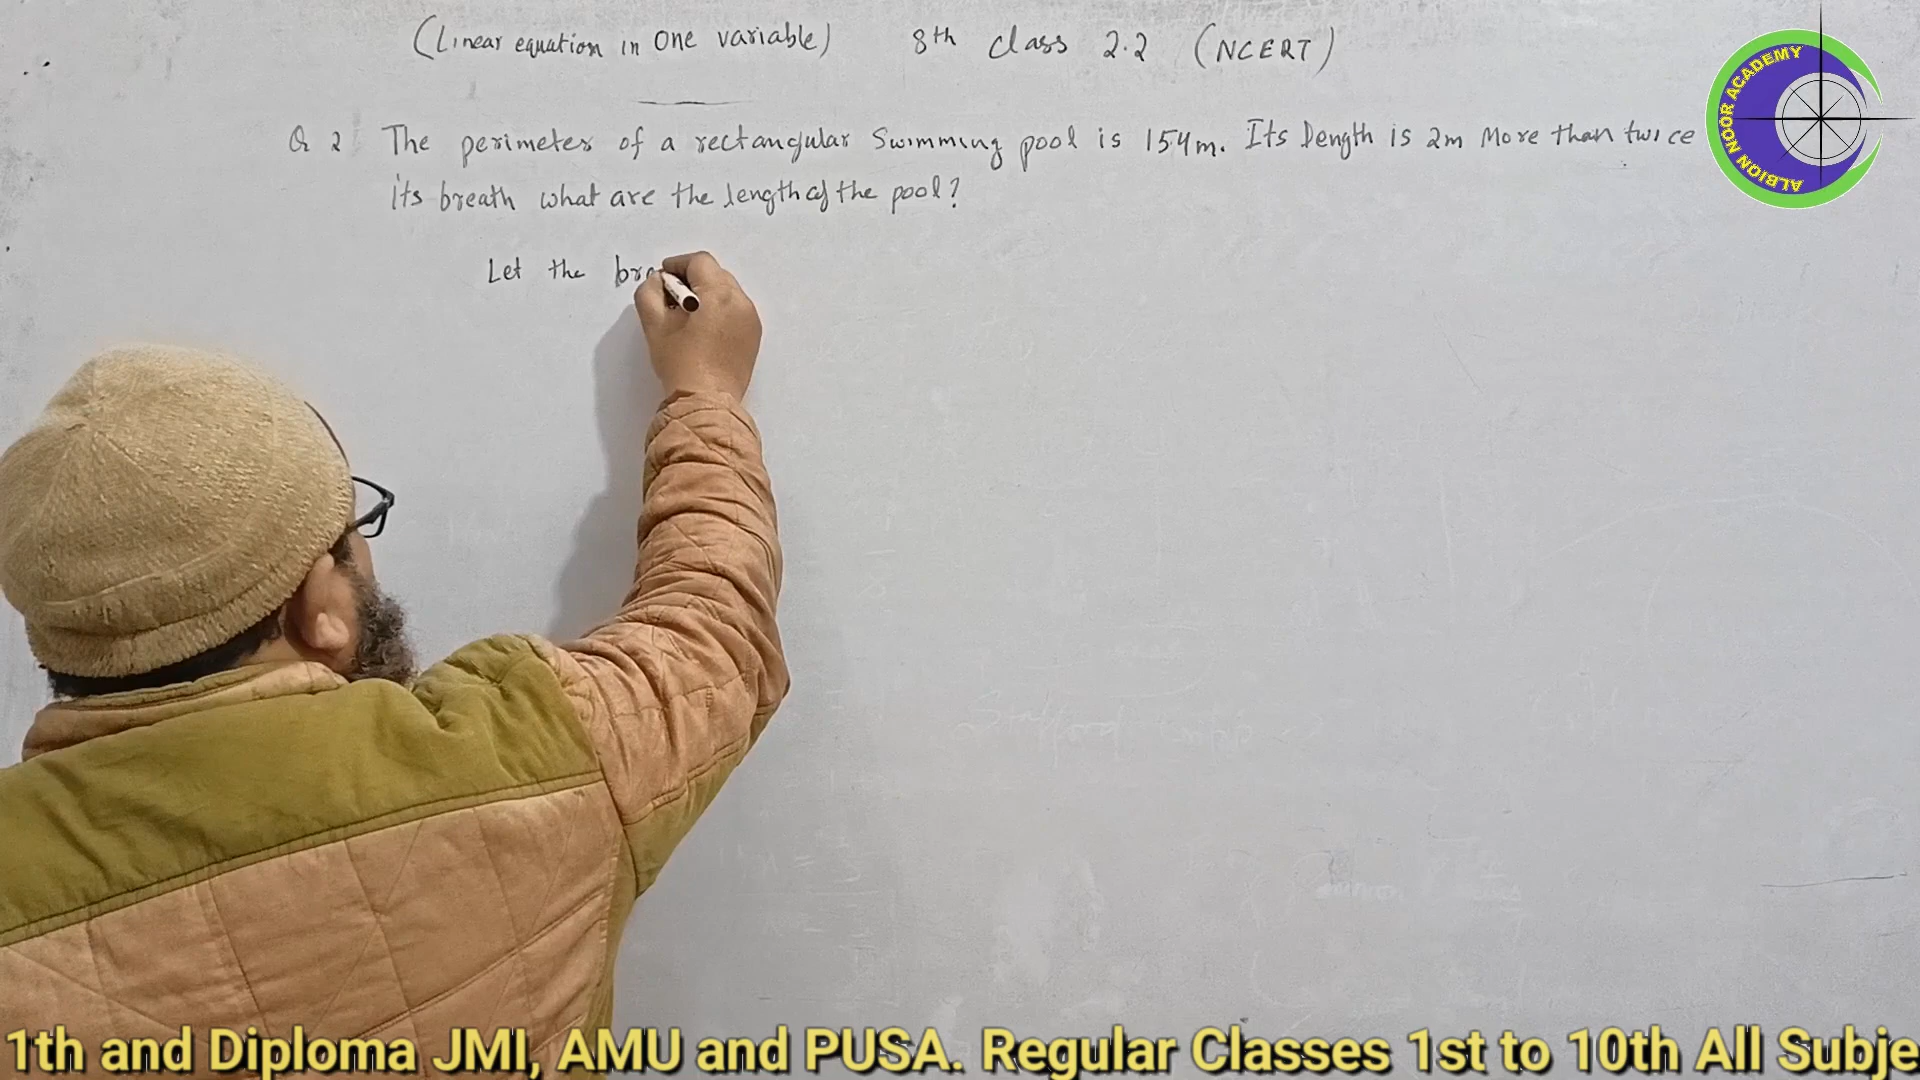 (Linear equation in one variable) 8th class 2.2 (NCERT)
Q 2 The perimeter of a rectangular Swimming pool is 154m. Its Length is 2m More than twice
its breath what are the length of the pool?
Let the bre
ALBION NOOR ACADEMY
1th and Diploma JMI, AMU and PUSA. Regular Classes 1st to 10th All Subje